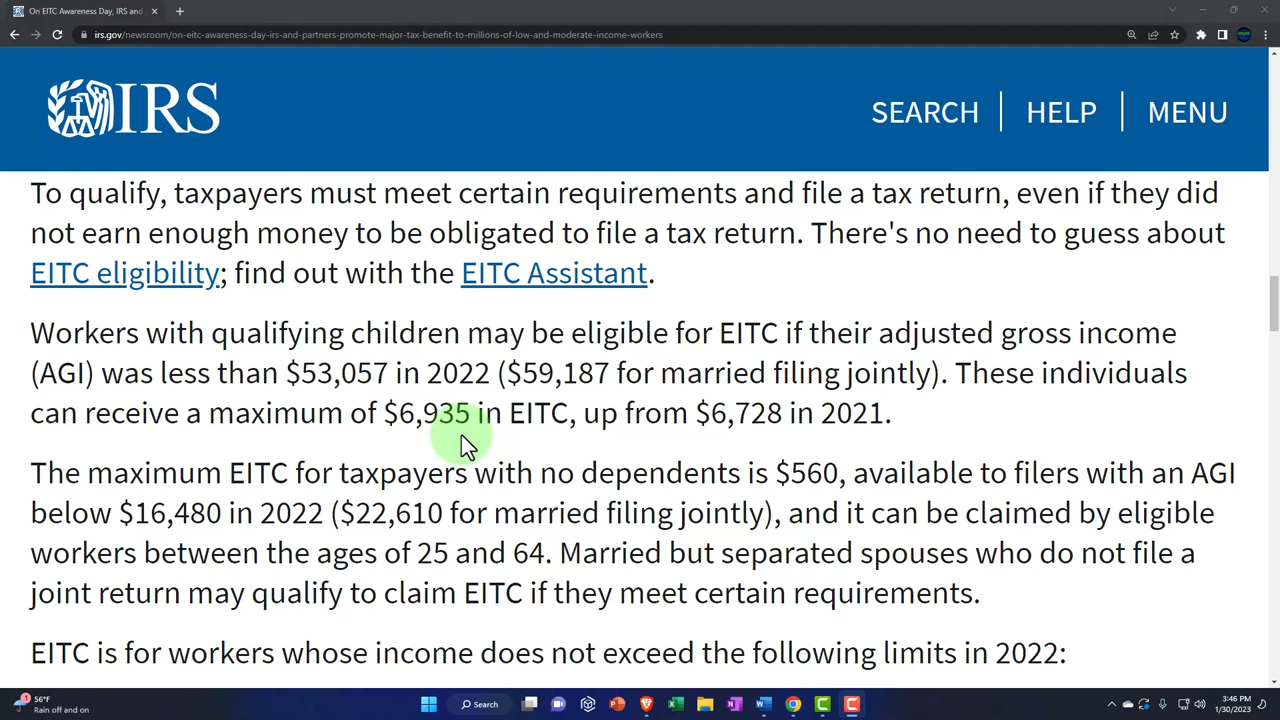 On EITC Awareness Day, IRS and
irs.gov/newsroom/on-eitc-awareness-day-irs-and-partners-promote-major-tax-benefit-to-millions-of-low-and-moderate-income-workers
IRS
SEARCH HELP MENU
To qualify, taxpayers must meet certain requirements and file a tax return, even if they did
not earn enough money to be obligated to file a tax return. There's no need to guess about
EITC eligibility; find out with the EITC Assistant.
Workers with qualifying children may be eligible for EITC if their adjusted gross income
(AGI) was less than $53,057 in 2022 ($59,187 for married filing jointly). These individuals
can receive a maximum of $6,935 in EITC, up from $6,728 in 2021.
The maximum EITC for taxpayers with no dependents is $560, available to filers with an AGI
below $16,480 in 2022 ($22,610 for married filing jointly), and it can be claimed by eligible
workers between the ages of 25 and 64. Married but separated spouses who do not file a
joint return may qualify to claim EITC if they meet certain requirements.
EITC is for workers whose income does not exceed the following limits in 2022:
1
56°F
Rain off and on
Search
3:46 PM
1/30/2023